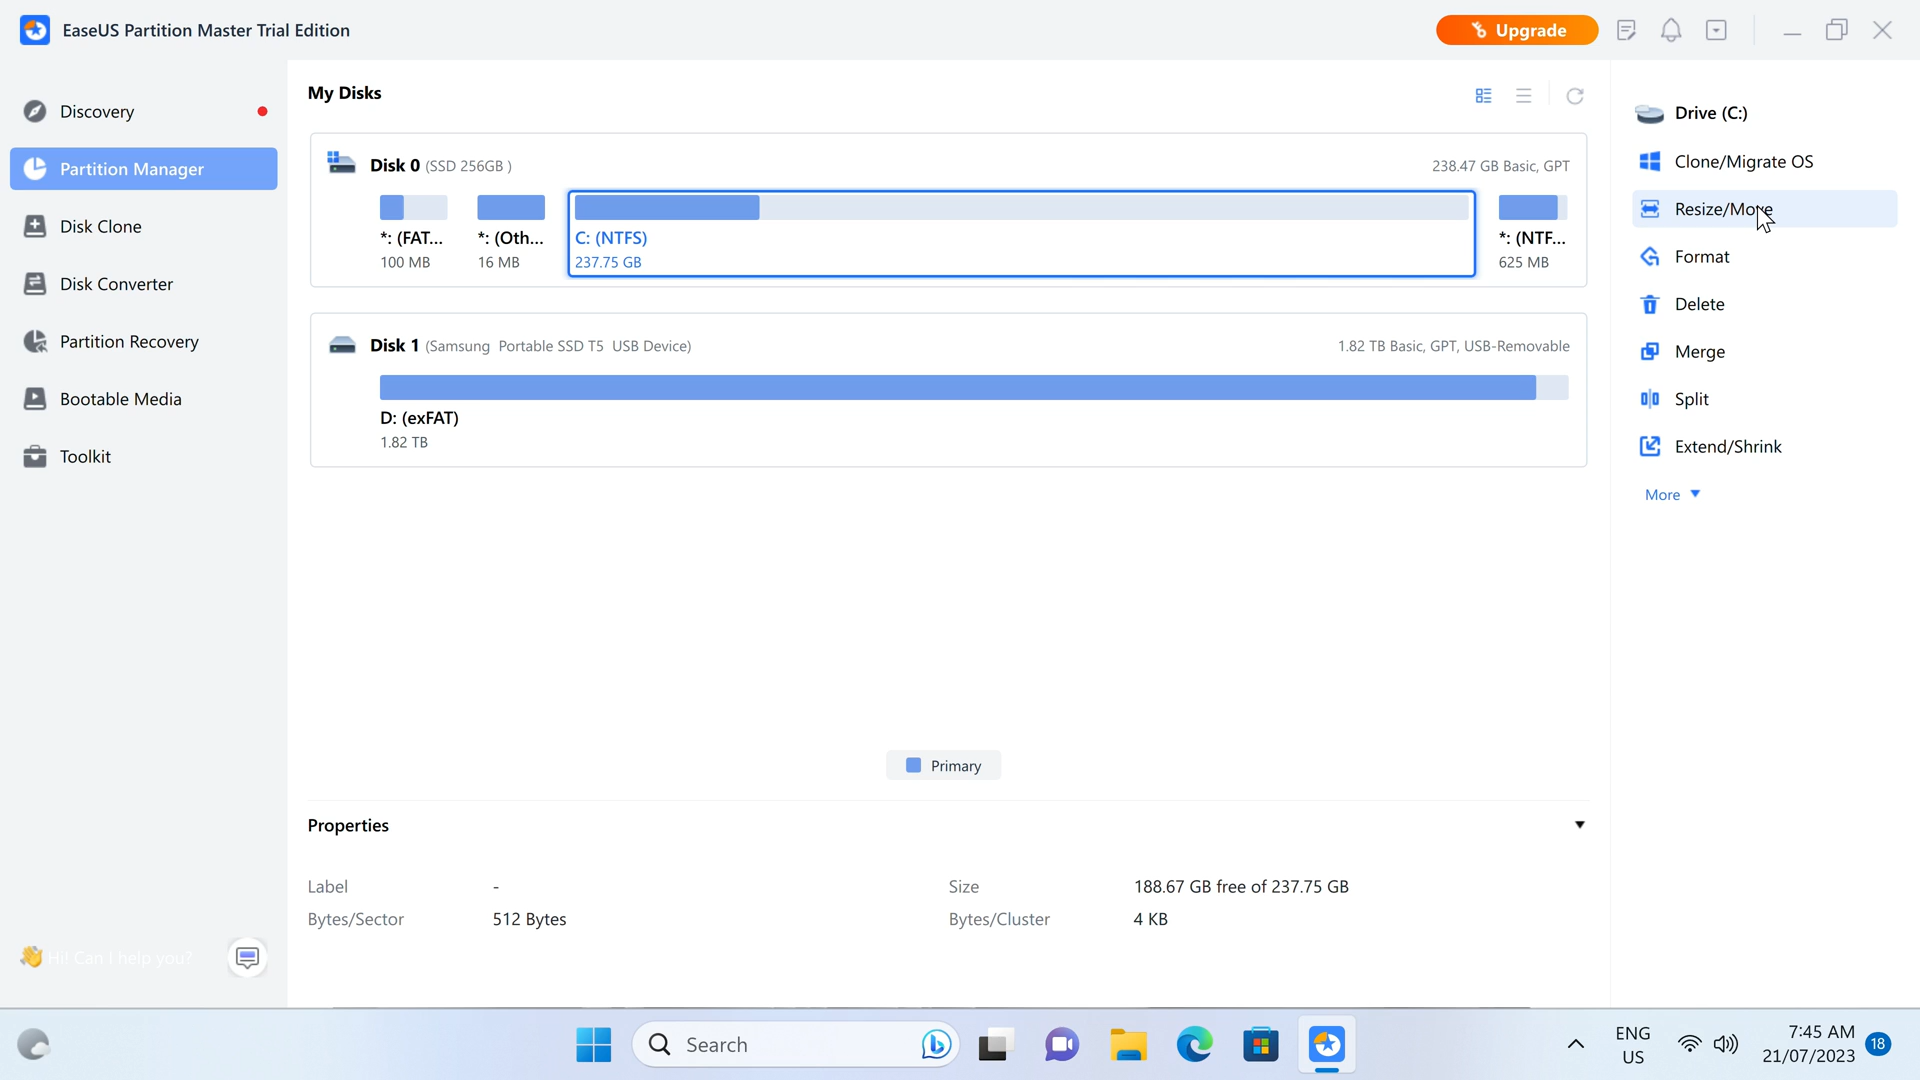 EaseUS Partition Master Trial Edition
Upgrade
Discovery
Partition Manager
Disk Clone
Disk Converter
Partition Recovery
Bootable Media
Toolkit
Hi! Can I help you?
My Disks
Disk 0 (SSD 256GB )
238.47 GB Basic, GPT
*: (FAT...
100 MB
*: (Oth...
16 MB
C: (NTFS)
237.75 GB
*: (NTF...
625 MB
Disk 1 (Samsung Portable SSD T5 USB Device)
1.82 TB Basic, GPT, USB-Removable
D: (exFAT)
1.82 TB
Primary
Properties
Label -
Size 188.67 GB free of 237.75 GB
Bytes/Sector 512 Bytes
Bytes/Cluster 4 KB
Drive (C:)
Clone/Migrate OS
Resize/Move
Format
Delete
Merge
Split
Extend/Shrink
More
Search
ENG
US
7:45 AM
21/07/2023
18